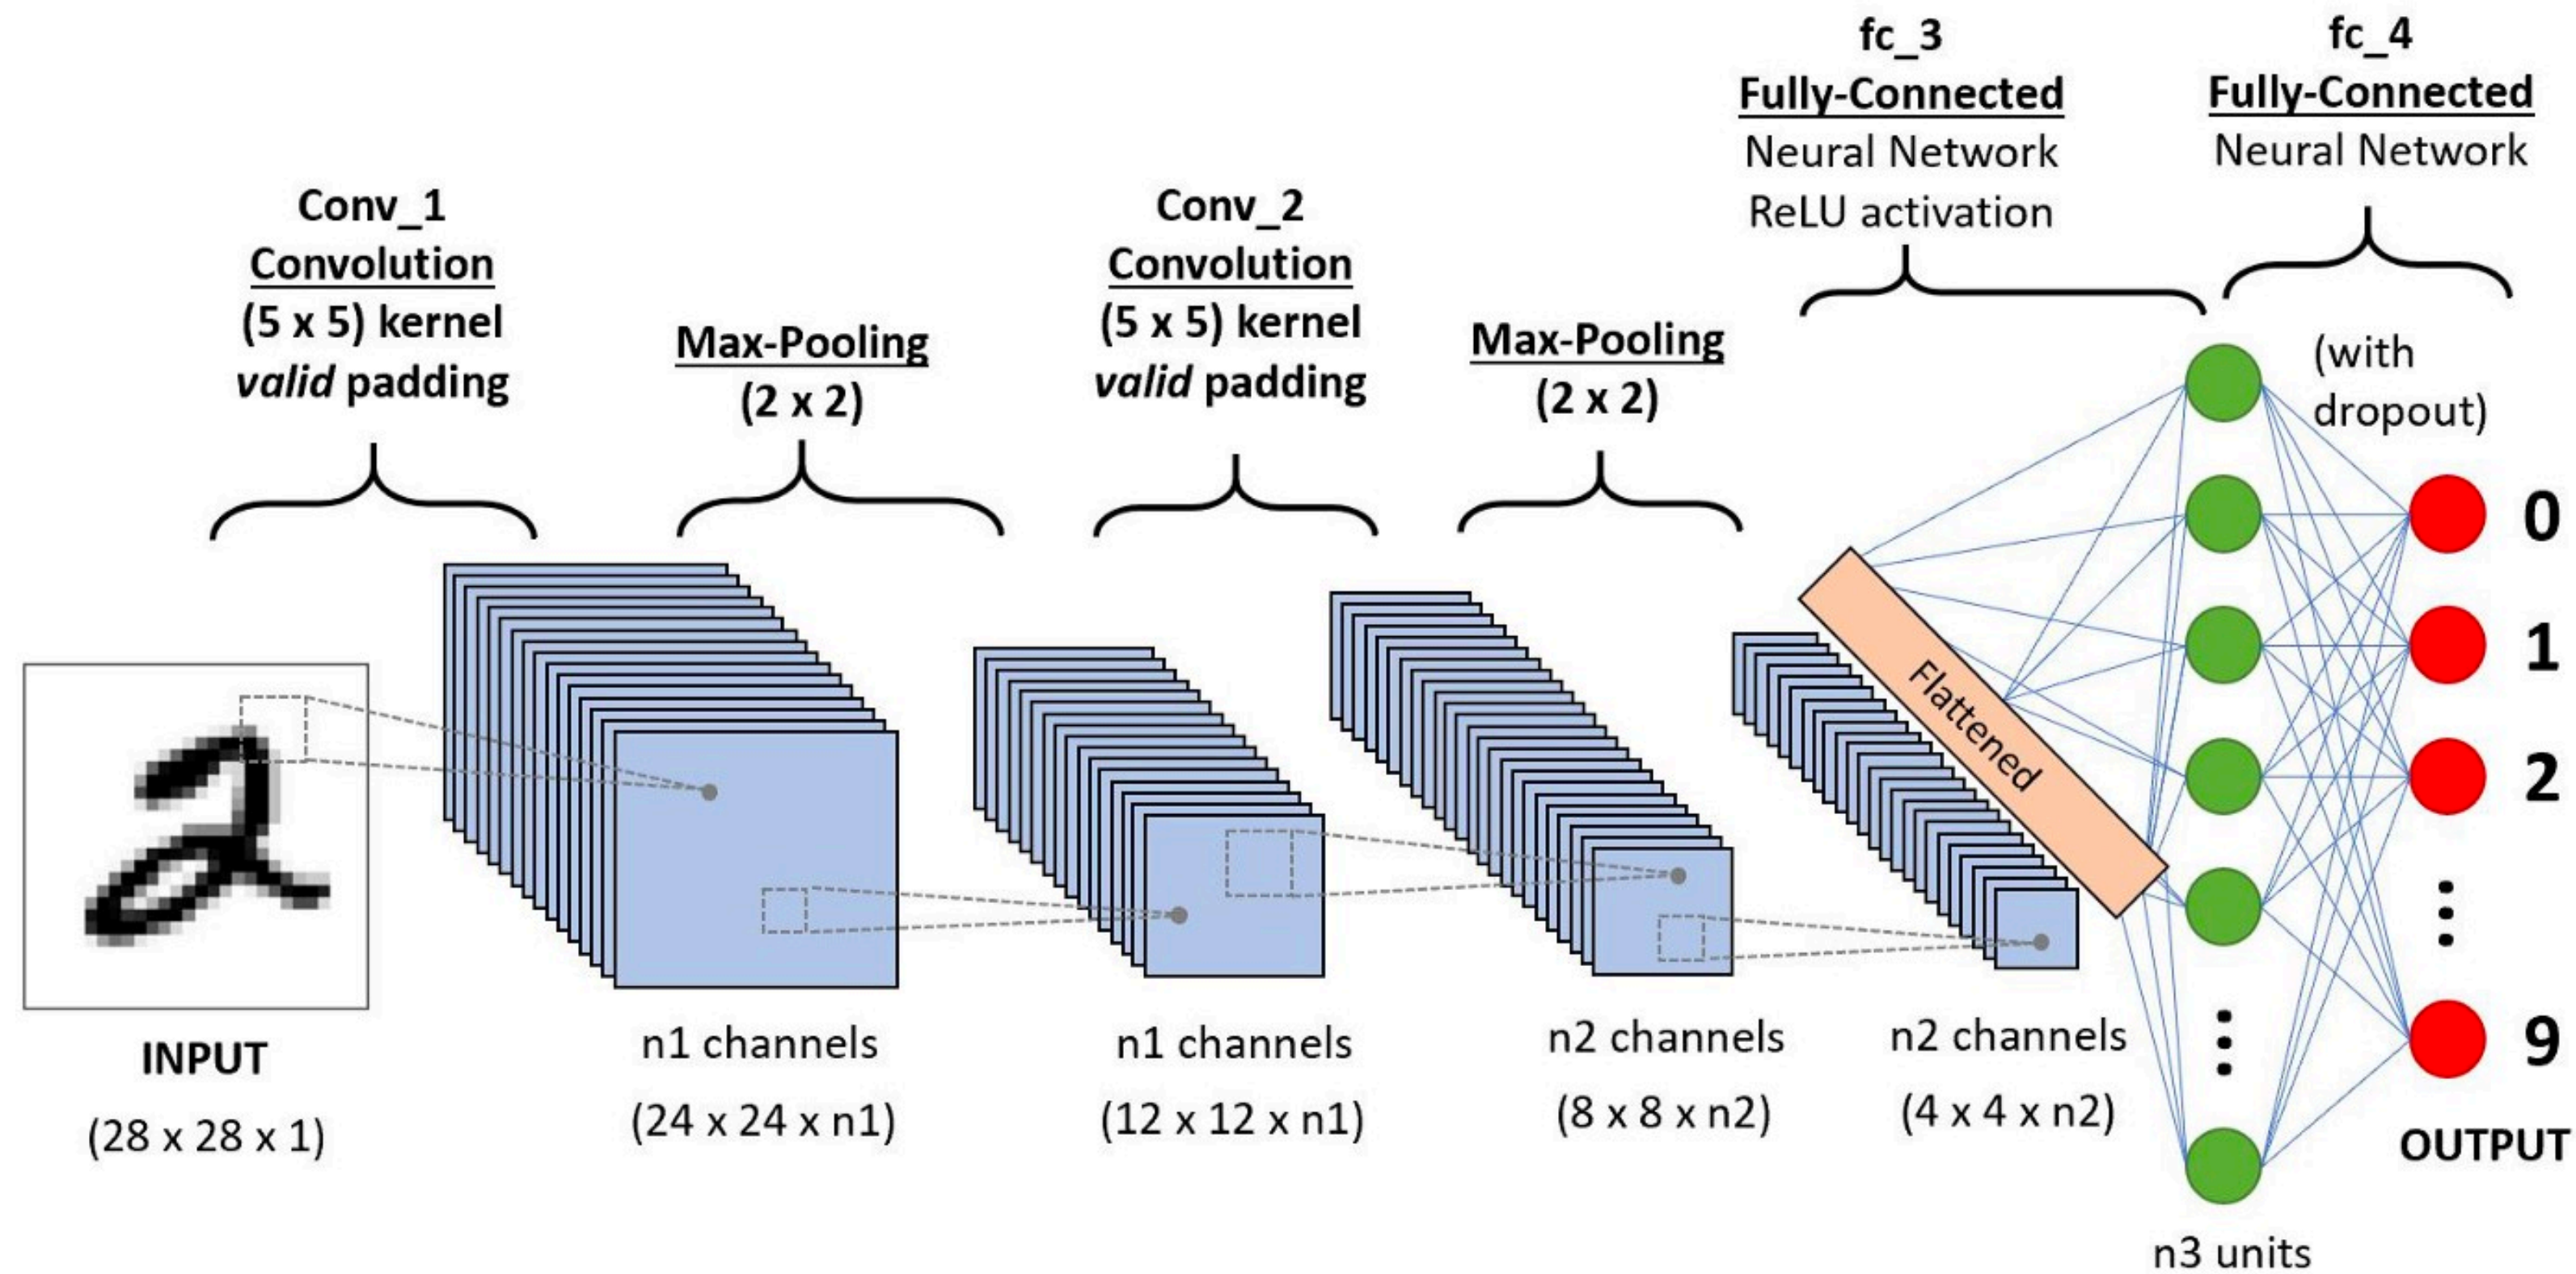 Conv_1
Convolution
(5 x 5) kernel
valid padding
Max-Pooling
(2 x 2)
Conv_2
Convolution
(5 x 5) kernel
valid padding
Max-Pooling
(2 x 2)
fc_3
Fully-Connected
Neural Network
ReLU activation
fc_4
Fully-Connected
Neural Network
(with
dropout)
Flattened
0
1
2
9
INPUT
(28 x 28 x 1)
n1 channels
(24 x 24 x n1)
n1 channels
(12 x 12 x n1)
n2 channels
(8 x 8 x n2)
n2 channels
(4 x 4 x n2)
n3 units
OUTPUT